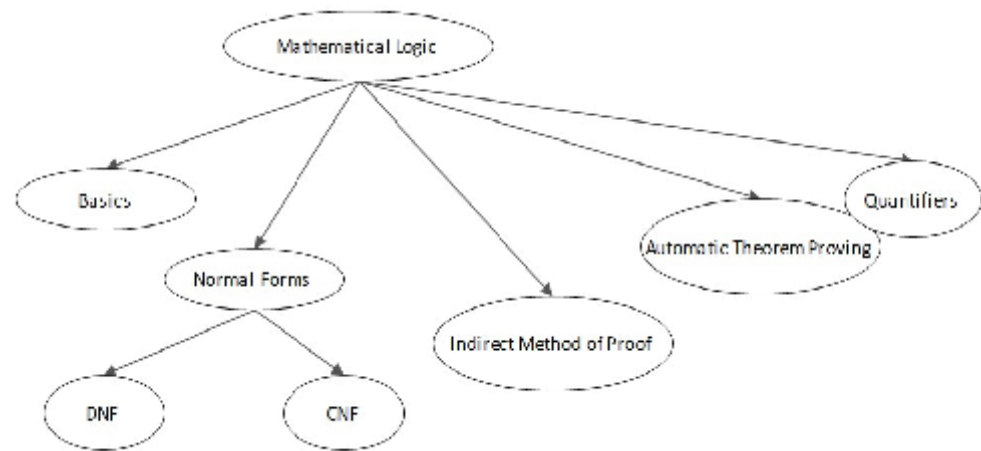 Mathematical Logic
Basics
Quantifiers
Automatic Theorem Proving
Normal Forms
Indirect Method of Proof
DNF
CNF